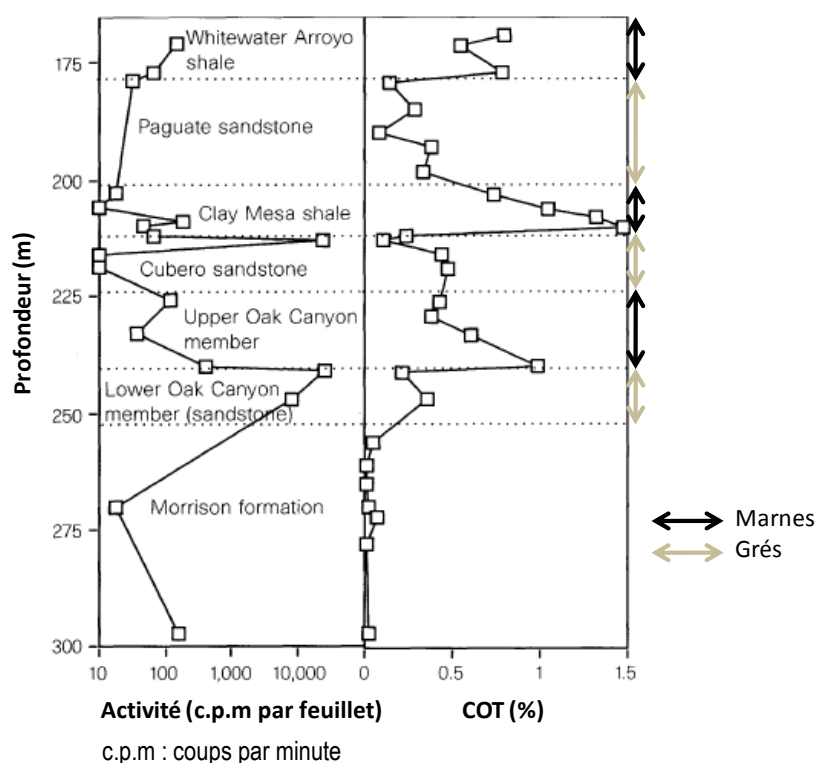 Whitewater Arroyo
shale
175
Paguate sandstone
200
Clay Mesa shale
Cubero sandstone
225
Upper Oak Canyon
member
Lower Oak Canyon
member (sandstone)
250
Morrison formation
275
300
Profondeur (m)
10 100 1,000 10,000
0 0.5 1 1.5
Marnes
Grés
Activité (c.p.m par feuillet)
COT (%)
c.p.m : coups par minute